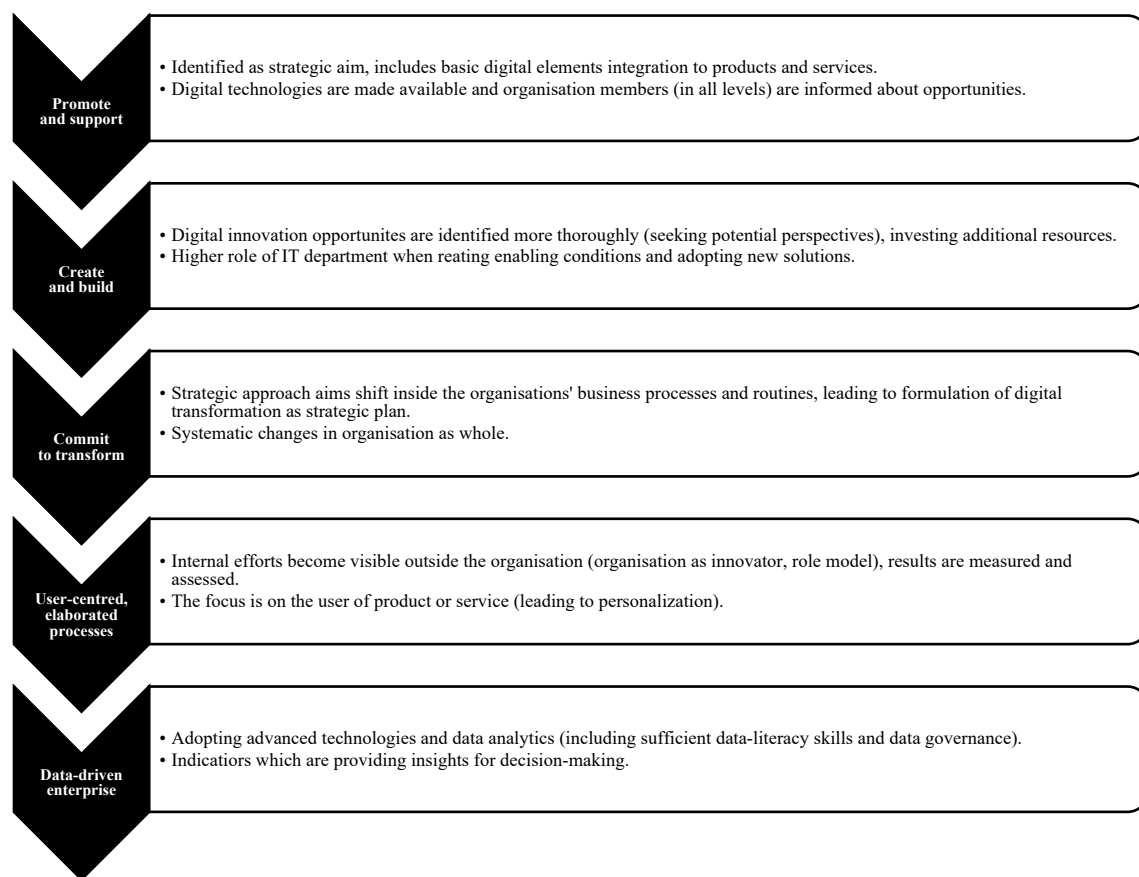 Promote
and support
• Identified as strategic aim, includes basic digital elements integration to products and services.
• Digital technologies are made available and organisation members (in all levels) are informed about opportunities.
Create
and build
• Digital innovation opportunites are identified more thoroughly (seeking potential perspectives), investing additional resources.
• Higher role of IT department when reating enabling conditions and adopting new solutions.
Commit
to transform
• Strategic approach aims shift inside the organisations' business processes and routines, leading to formulation of digital
transformation as strategic plan.
• Systematic changes in organisation as whole.
User-centred,
elaborated
processes
• Internal efforts become visible outside the organisation (organisation as innovator, role model), results are measured and
assessed.
• The focus is on the user of product or service (leading to personalization).
Data-driven
enterprise
• Adopting advanced technologies and data analytics (including sufficient data-literacy skills and data governance).
• Indicatiors which are providing insights for decision-making.